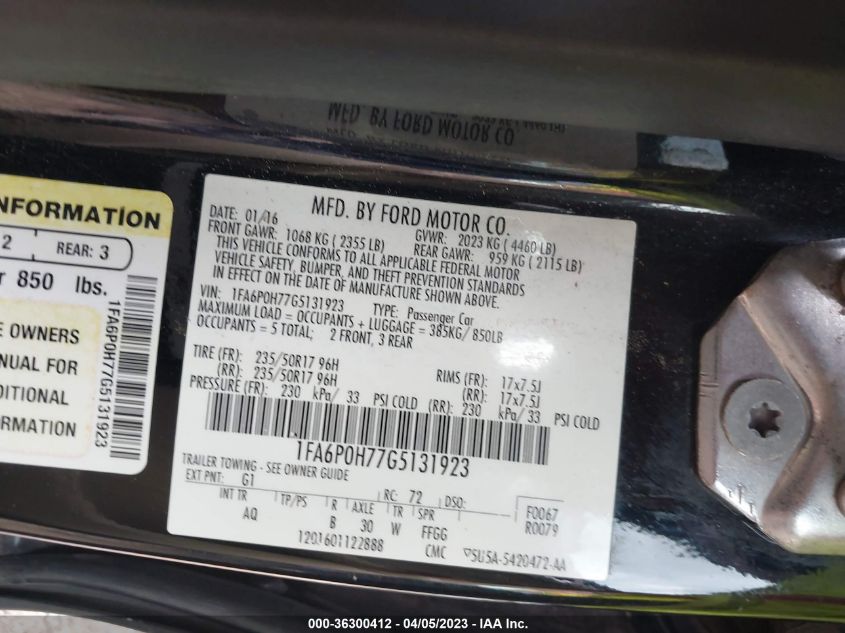 MFD. BY FORD MOTOR CO.
NFORMATION
2 REAR: 3
r 850 lbs.
E OWNERS
ANUAL FOR
DITIONAL
ORMATION
1FA6P0H77G5131923
MFD. BY FORD MOTOR CO.
DATE: 01/16 GVWR: 2023 KG ( 4460 LB)
FRONT GAWR: 1068 KG ( 2355 LB) REAR GAWR: 959 KG ( 2115 LB)
THIS VEHICLE CONFORMS TO ALL APPLICABLE FEDERAL MOTOR
VEHICLE SAFETY, BUMPER, AND THEFT PREVENTION STANDARDS
IN EFFECT ON THE DATE OF MANUFACTURE SHOWN ABOVE.
VIN: 1FA6P0H77G5131923 TYPE: Passenger Car
MAXIMUM LOAD = OCCUPANTS + LUGGAGE = 385KG/ 850LB
OCCUPANTS : 5 TOTAL; 2 FRONT, 3 REAR
TIRE (FR): 235/50R17 96H RIMS (FR): 17x7.5J
(RR): 235/50R17 96H (RR): 17x7.5J
PRESSURE (FR): 230 kPa/ 33 PSI COLD (RR): 230 kPa/33 PSI COLD
1FA6P0H77G5131923
TRAILER TOWING - SEE OWNER GUIDE
EXT PNT: G1 RC: 72 DSO: F0067
INT TR TP/PS R AXLE TR SPR R0079
AQ B 30 W FFGG
1201601122888 CMC SUSA-5420472-AA
000-36300412 - 04/05/2023 - IAA Inc.